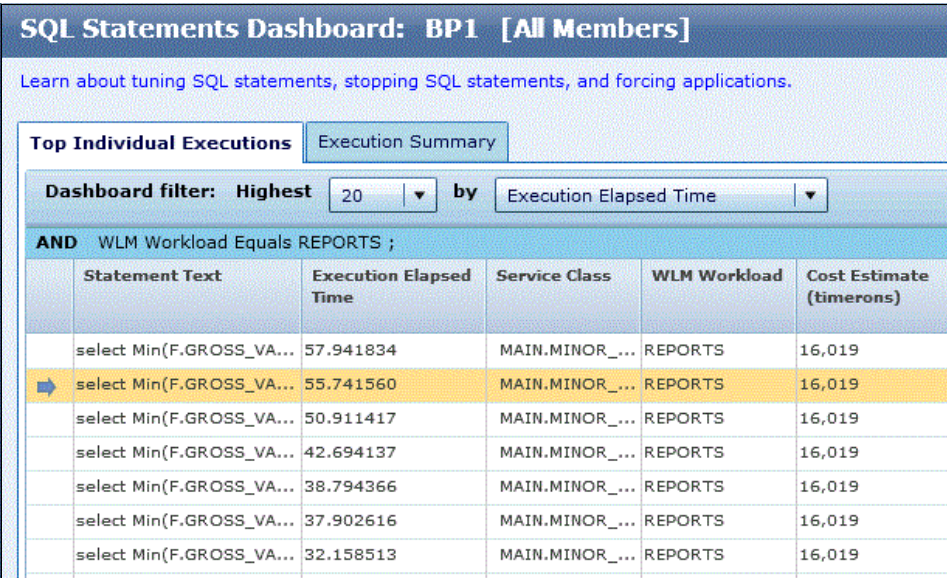 SQL Statements Dashboard: BP1 [All Members]
Learn about tuning SQL statements, stopping SQL statements, and forcing applications.
Top Individual Executions Execution Summary
Dashboard filter: Highest 20 by Execution Elapsed Time
AND WLM Workload Equals REPORTS ;
Statement Text Execution Elapsed Time Service Class WLM Workload Cost Estimate (timerons)
select Min(F.GROSS_VA... 57.941834 MAIN.MINOR_... REPORTS 16,019
select Min(F.GROSS_VA... 55.741560 MAIN.MINOR_... REPORTS 16,019
select Min(F.GROSS_VA... 50.911417 MAIN.MINOR_... REPORTS 16,019
select Min(F.GROSS_VA... 42.694137 MAIN.MINOR_... REPORTS 16,019
select Min(F.GROSS_VA... 38.794366 MAIN.MINOR_... REPORTS 16,019
select Min(F.GROSS_VA... 37.902616 MAIN.MINOR_... REPORTS 16,019
select Min(F.GROSS_VA... 32.158513 MAIN.MINOR_... REPORTS 16,019